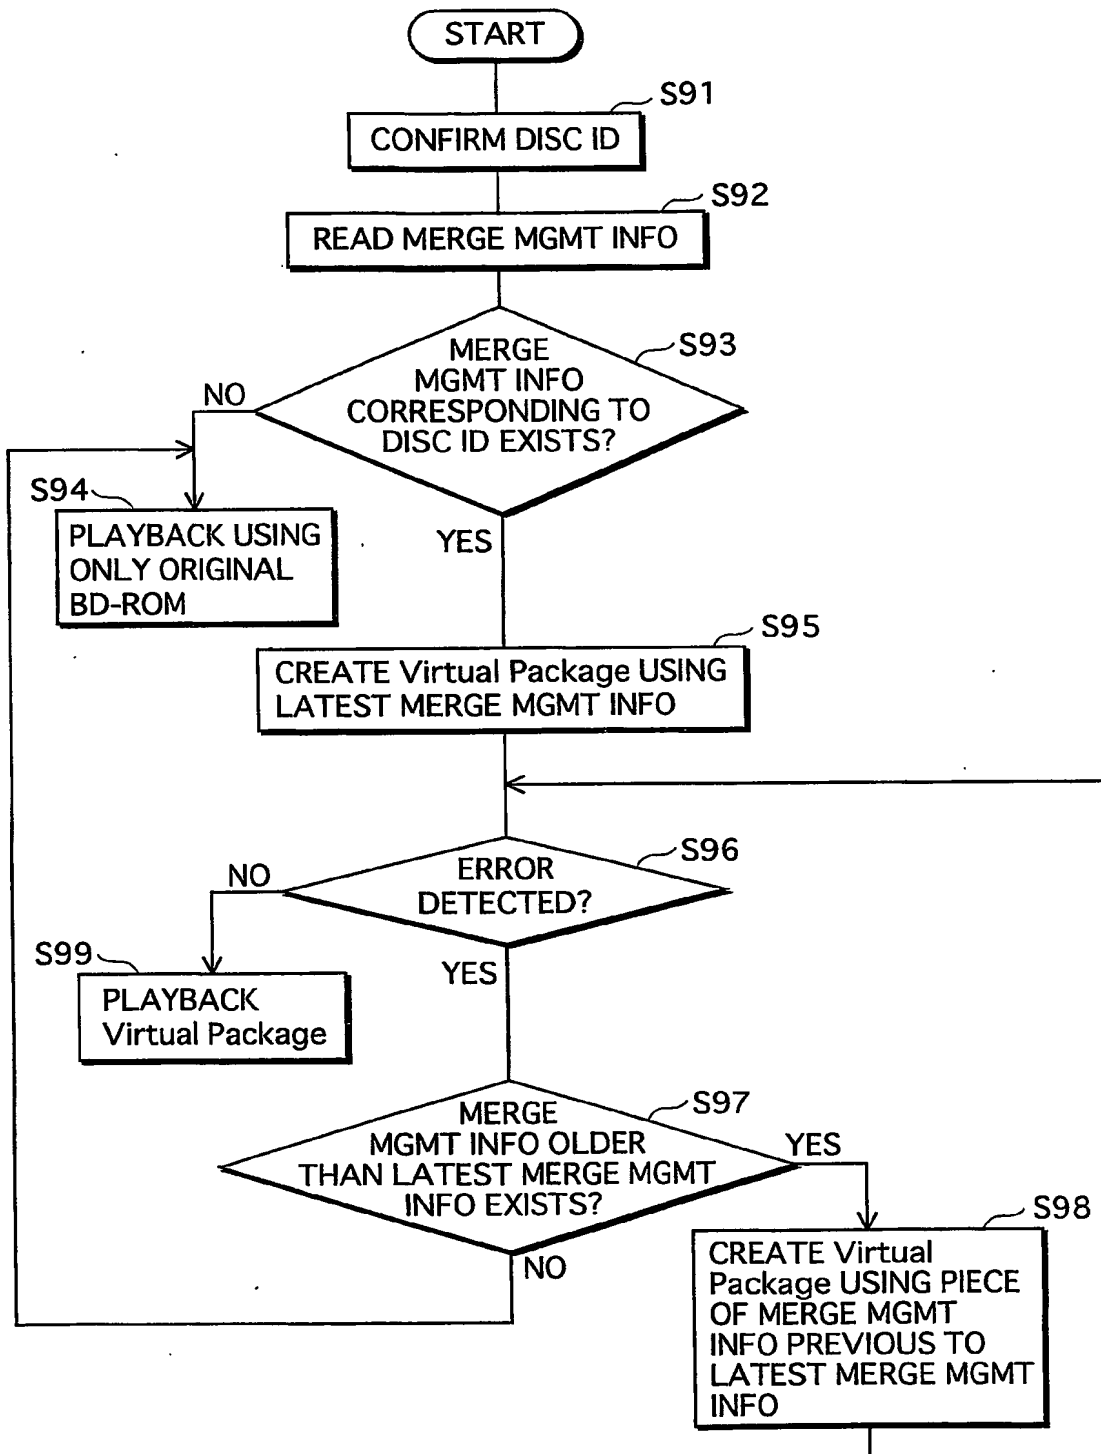 START
S91
CONFIRM DISC ID
S92
READ MERGE MGMT INFO
S93
MERGE
MGMT INFO
CORRESPONDING TO
DISC ID EXISTS?
NO
YES
S94
PLAYBACK USING
ONLY ORIGINAL
BD-ROM
S95
CREATE Virtual Package USING
LATEST MERGE MGMT INFO
S96
ERROR
DETECTED?
NO
YES
S99
PLAYBACK
Virtual Package
S97
MERGE
MGMT INFO OLDER
THAN LATEST MERGE MGMT
INFO EXISTS?
YES
NO
S98
CREATE Virtual
Package USING PIECE
OF MERGE MGMT
INFO PREVIOUS TO
LATEST MERGE MGMT
INFO